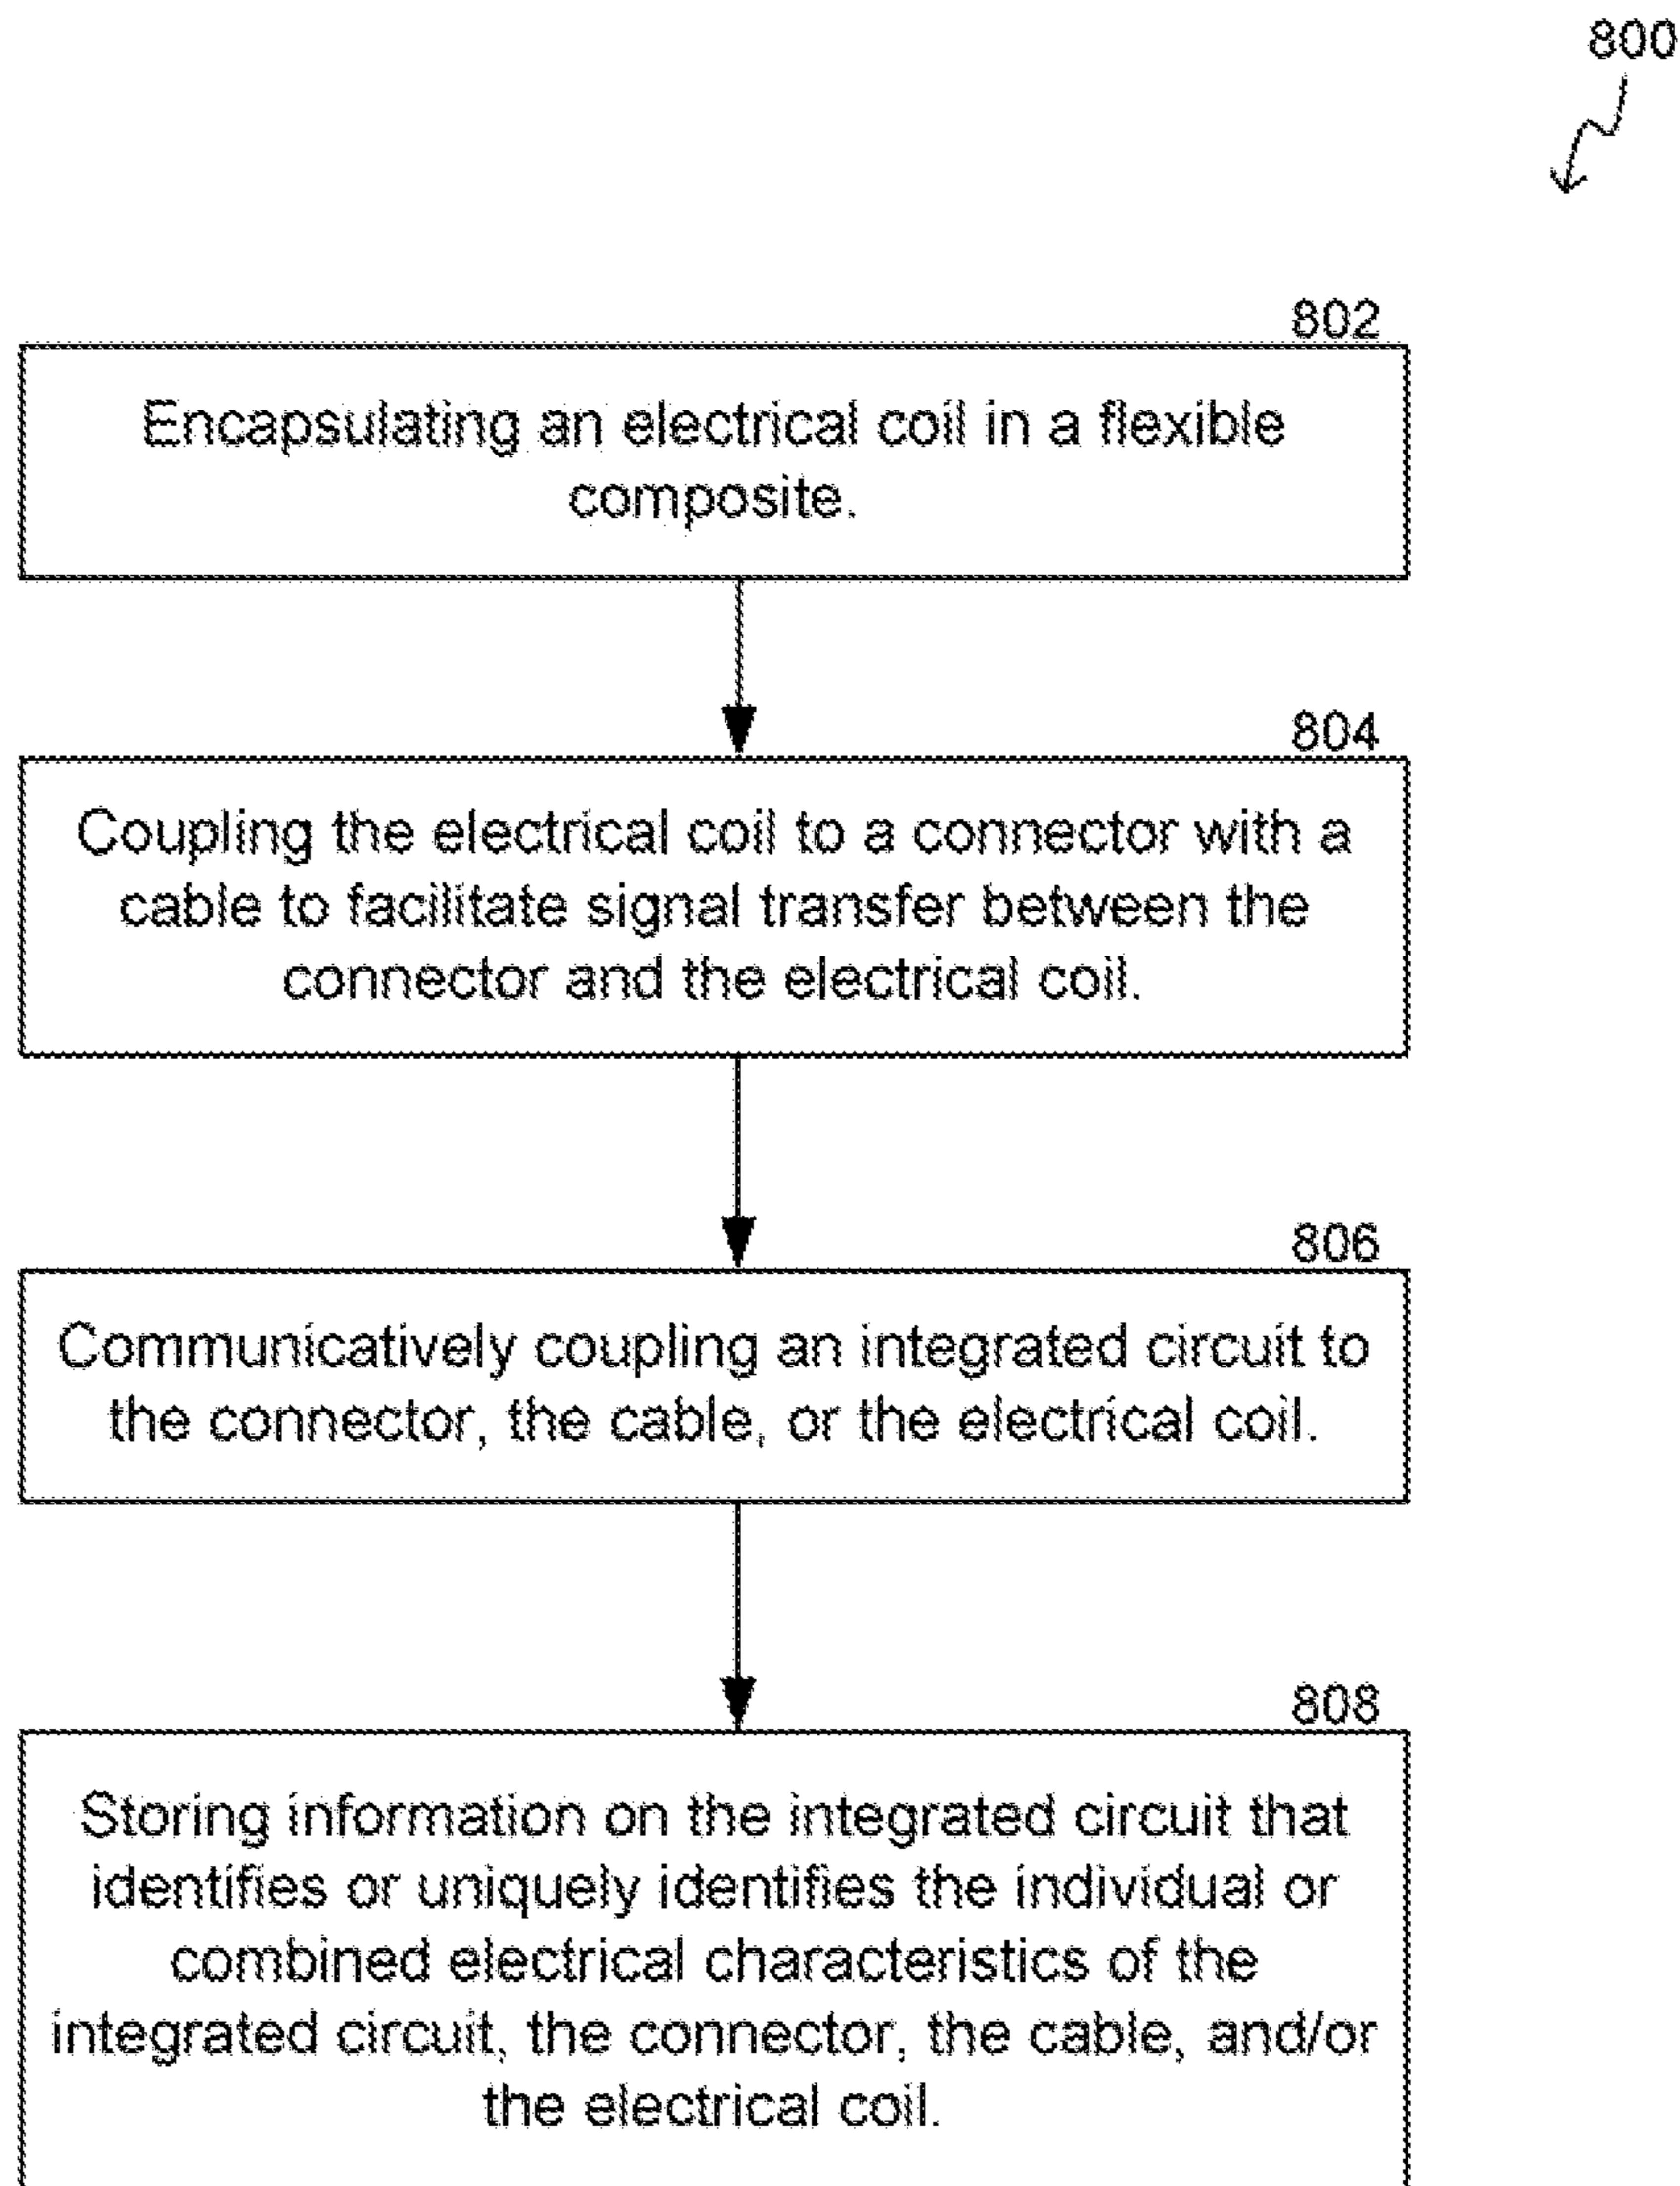 800
802
Encapsulating an electrical coil in a flexible
composite.
804
Coupling the electrical coil to a connector with a
cable to facilitate signal transfer between the
connector and the electrical coil.
806
Communicatively coupling an integrated circuit to
the connector, the cable, or the electrical coil.
808
Storing information on the integrated circuit that
identifies or uniquely identifies the individual or
combined electrical characteristics of the
integrated circuit, the connector, the cable, and/or
the electrical coil.